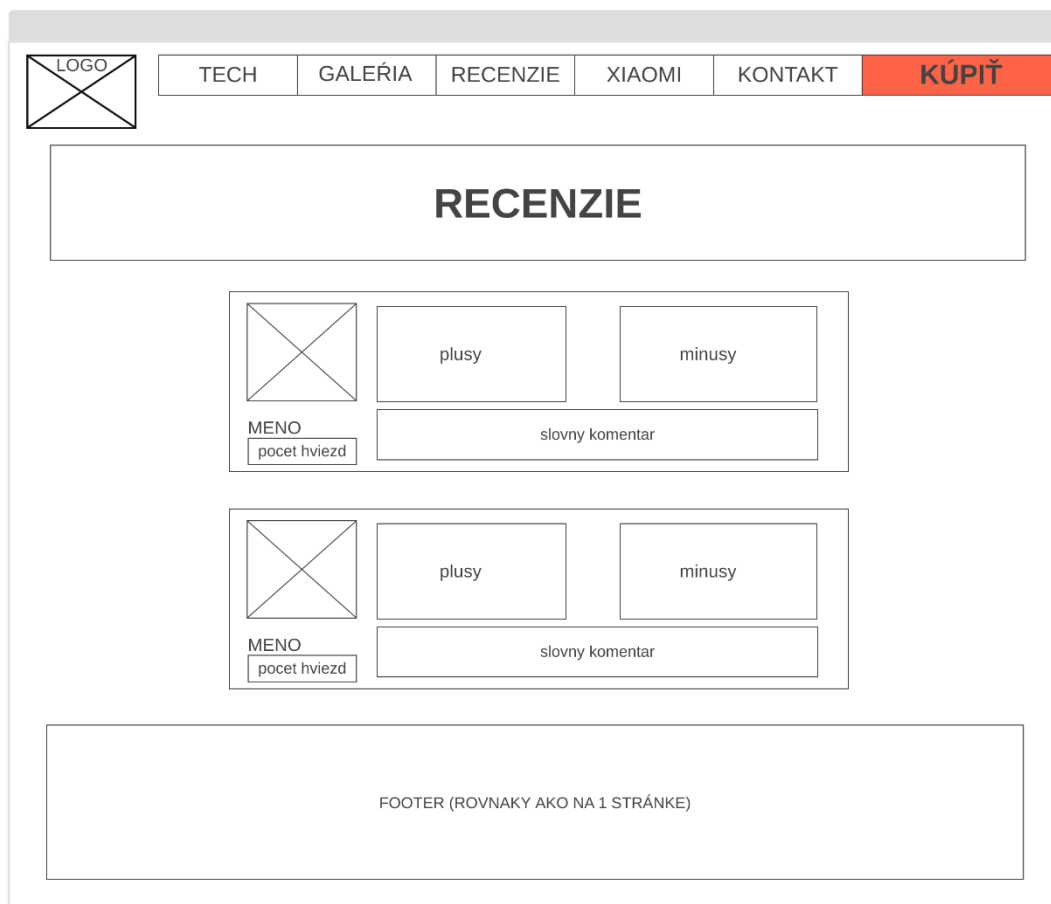 LOGO
TECH
GALEŔIA
RECENZIE
XIAOMI
KONTAKT
KÚPIŤ
RECENZIE
plusy
minusy
MENO
pocet hviezd
slovny komentar
plusy
minusy
MENO
pocet hviezd
slovny komentar
FOOTER (ROVNAKY AKO NA 1 STRÁNKE)